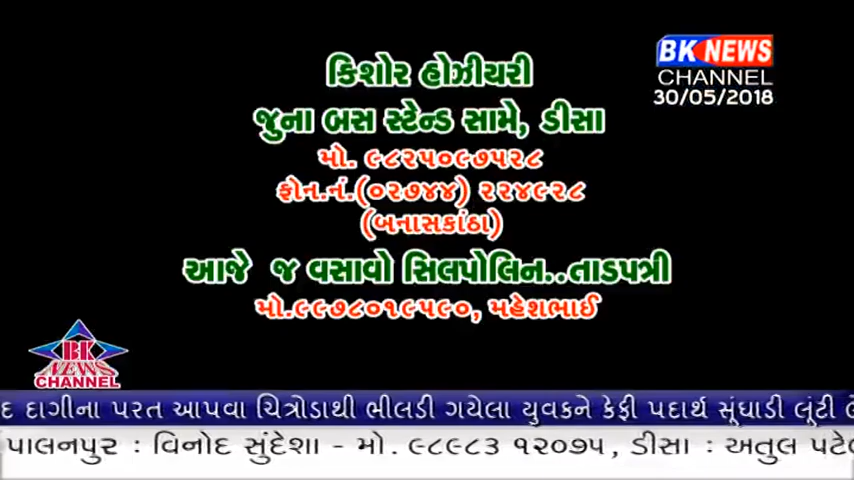 BK NEWS
CHANNEL
30/05/2018
કિશોર હોઝીયરી
જુના બસ સ્ટેન્ડ સામે, ડીસા
મો. ૯૮૨૫૦૯૭૫૨૮
ફોન.નં.(૦૨૭૪૪) ૨૨૪૯૨૮
(બનાસકાંઠા)
આજે જ વસાવો સિલપોલિન..તાડપત્રી
મો.૯૯૭૮૦૧૯૫૯૦, મહેશભાઈ
BK
NEWS
CHANNEL
દાગીના પરત આપવા ચિત્રોડાથી ભીલડી ગયેલા યુવકને કેફી પદાર્થ સૂંઘાડી લૂંટી
પાલનપુર : વિનોદ સુંદેશા - મો. ૯૮૯૮૩ ૧૨૦૭૫, ડીસા : અતુલ પટે